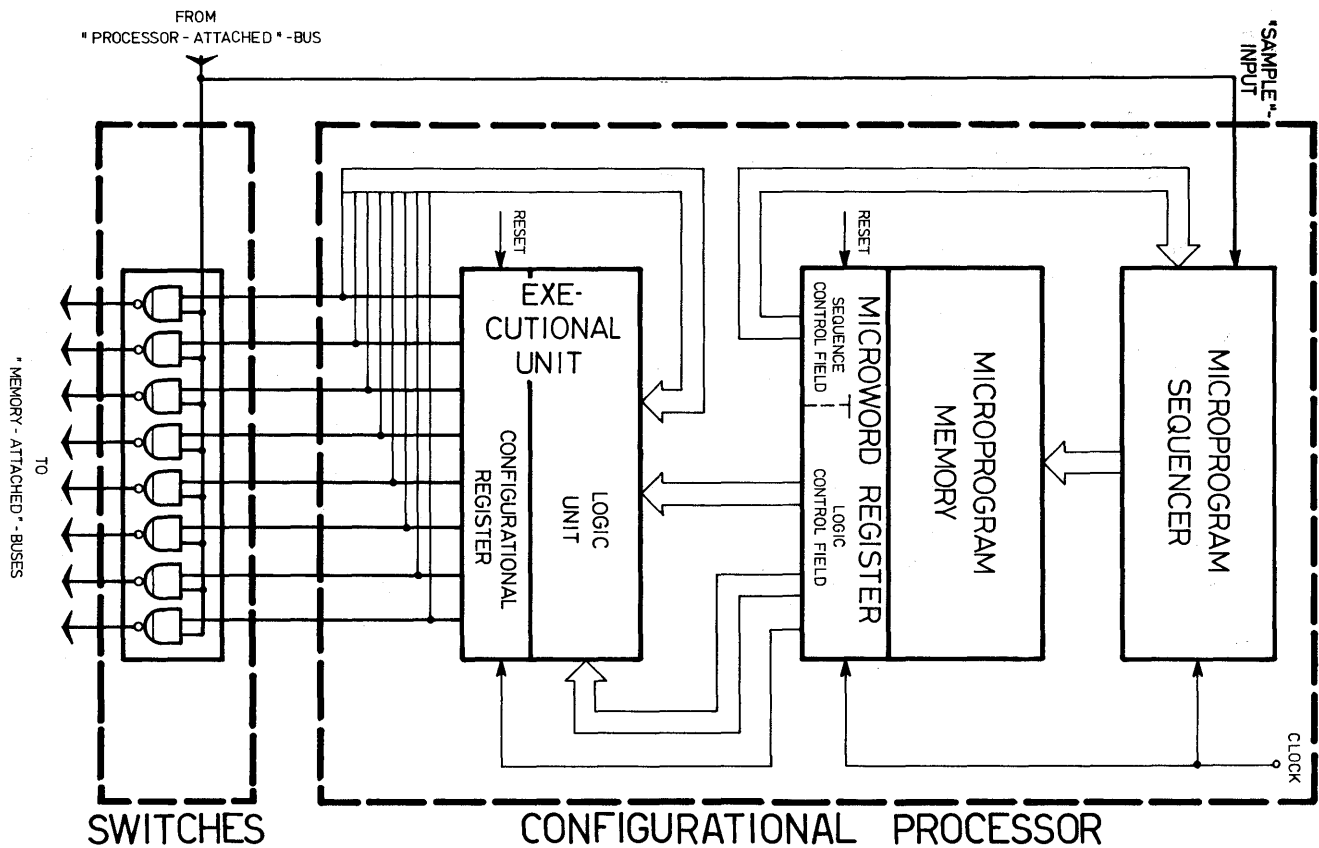 FROM
"PROCESSOR-ATTACHED"-BUS
"SAMPLE"-
INPUT
RESET
RESET
EXE-
CUTIONAL
UNIT
CONFIGURATIONAL
REGISTER
LOGIC
UNIT
SEQUENCE
CONTROL FIELD
LOGIC
CONTROL FIELD
MICROWORD REGISTER
MICROPROGRAM
MEMORY
MICROPROGRAM
SEQUENCER
TO
"MEMORY-ATTACHED"-BUSES
CLOCK
SWITCHES
CONFIGURATIONAL PROCESSOR